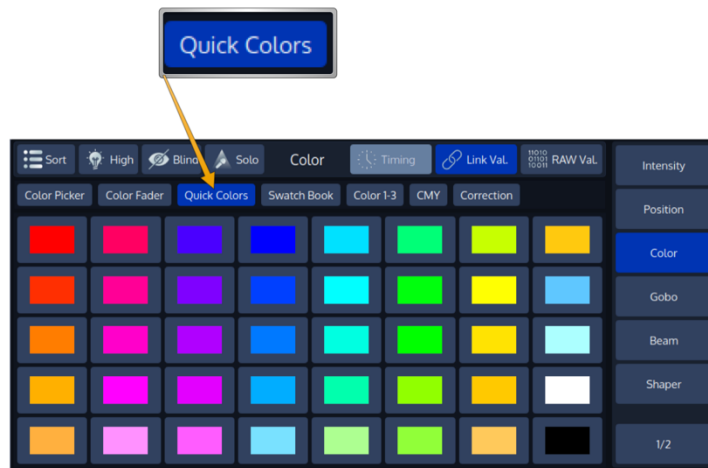 Quick Colors
Sort High Blind Solo Color Timing Link Val. 11010 01101 10011 RAW Val.
Color Picker Color Fader Quick Colors Swatch Book Color 1-3 CMY Correction
Intensity
Position
Color
Gobo
Beam
Shaper
1/2